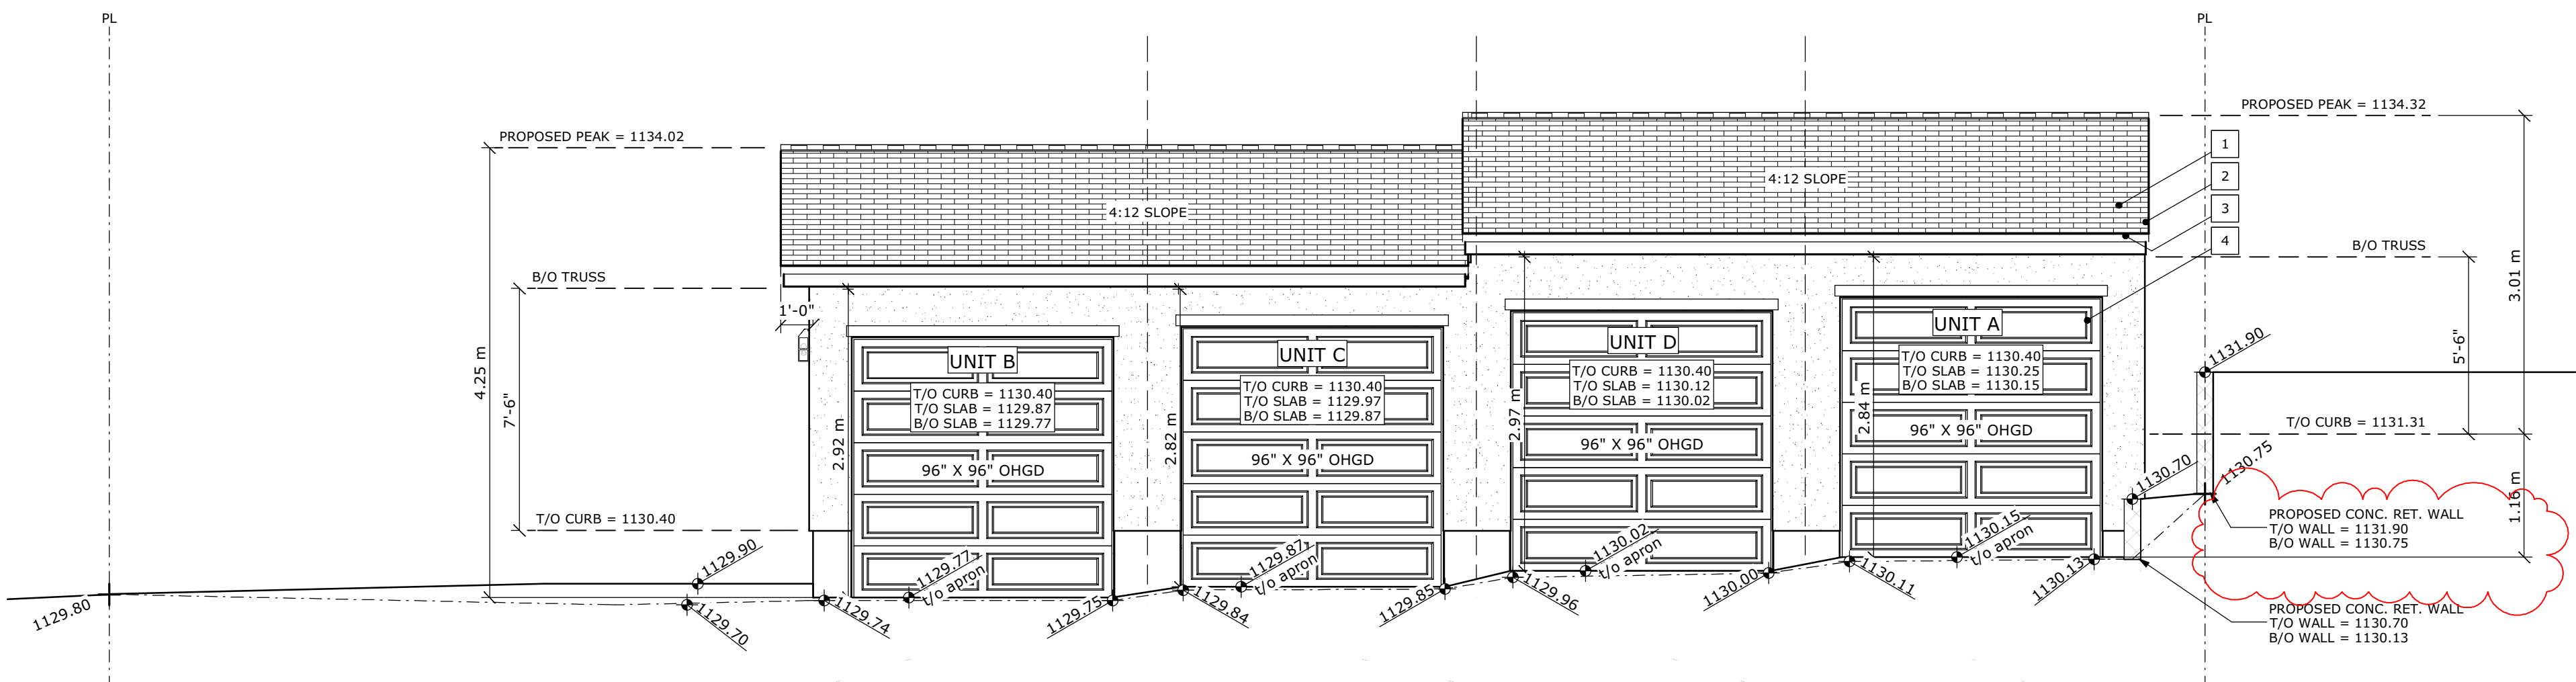 PL
PL
PROPOSED PEAK = 1134.32
PROPOSED PEAK = 1134.02
1
2
3
4
4:12 SLOPE
4:12 SLOPE
B/O TRUSS
B/O TRUSS
1'-0"
4.25 m
7'-6"
3.01 m
5'-6"
1.16 m
1131.90
T/O CURB = 1131.31
T/O CURB = 1130.40
UNIT B
T/O CURB = 1130.40
T/O SLAB = 1129.87
B/O SLAB = 1129.77
96" X 96" OHGD
2.92 m
UNIT C
T/O CURB = 1130.40
T/O SLAB = 1129.97
B/O SLAB = 1129.87
96" X 96" OHGD
2.82 m
UNIT D
T/O CURB = 1130.40
T/O SLAB = 1130.12
B/O SLAB = 1130.02
96" X 96" OHGD
2.97 m
UNIT A
T/O CURB = 1130.40
T/O SLAB = 1130.25
B/O SLAB = 1130.15
96" X 96" OHGD
2.84 m
1130.70
1130.75
PROPOSED CONC. RET. WALL
T/O WALL = 1131.90
B/O WALL = 1130.75
PROPOSED CONC. RET. WALL
T/O WALL = 1130.70
B/O WALL = 1130.13
1129.80
1129.90
1129.70
1129.74
1129.77
t/o apron
1129.75
1129.84
1129.87
t/o apron
1129.85
1129.96
1130.02
t/o apron
1130.00
1130.11
1130.15
t/o apron
1130.13